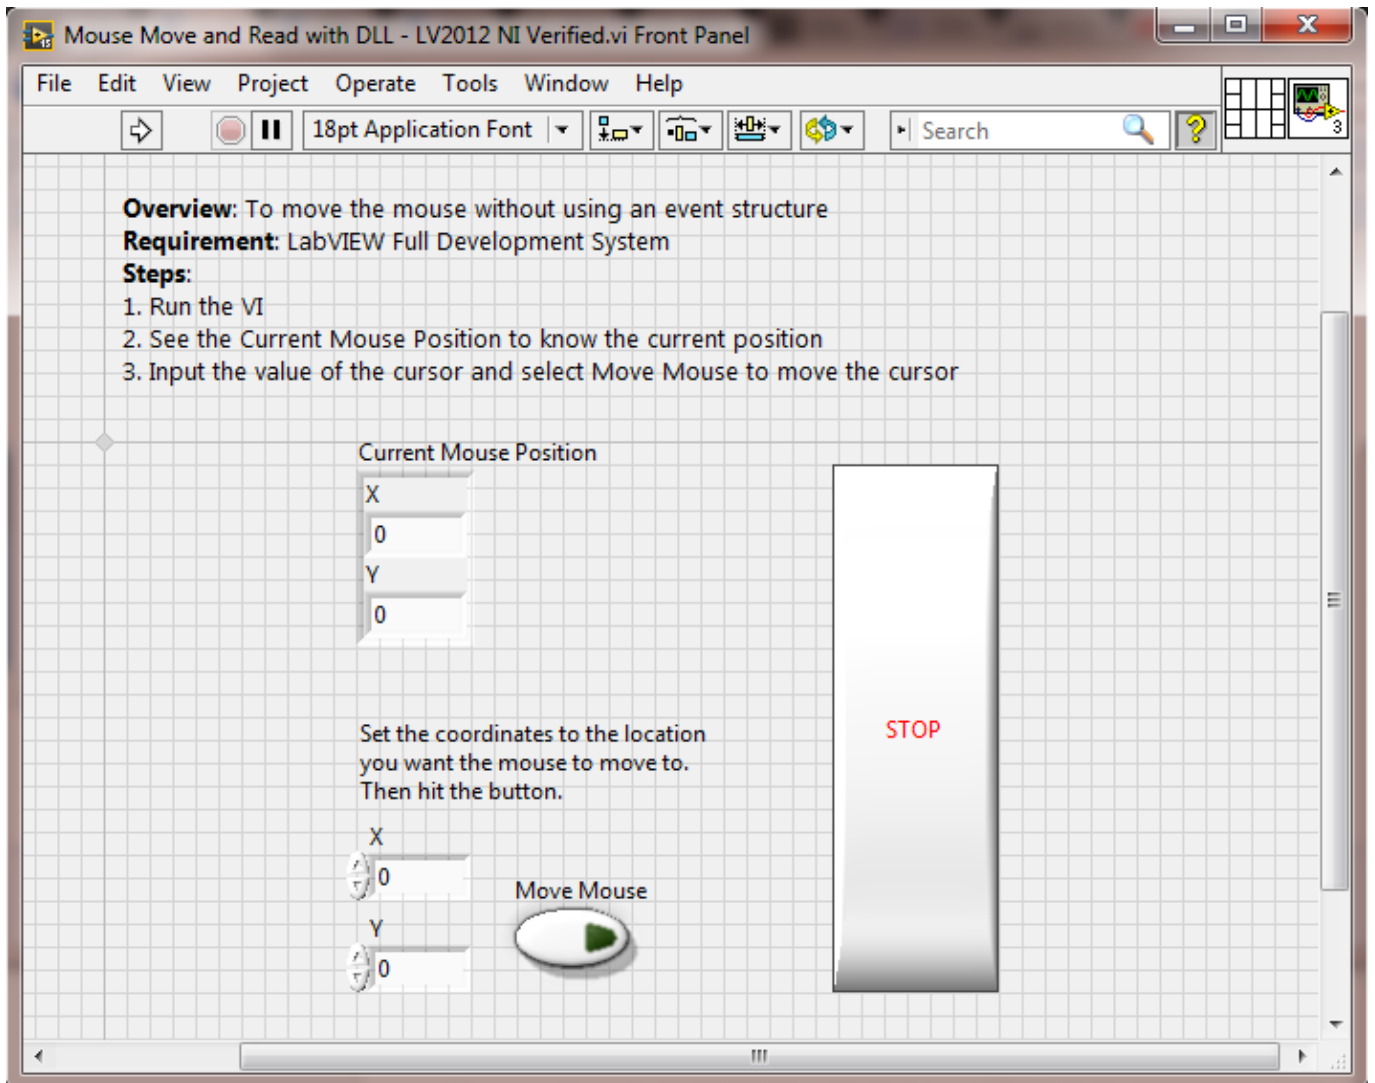 Mouse Move and Read with DLL - LV2012 NI Verified.vi Front Panel
File Edit View Project Operate Tools Window Help
18pt Application Font Search ? 3
Overview: To move the mouse without using an event structure
Requirement: LabVIEW Full Development System
Steps:
1. Run the VI
2. See the Current Mouse Position to know the current position
3. Input the value of the cursor and select Move Mouse to move the cursor
Current Mouse Position
X
0
Y
0
STOP
Set the coordinates to the location
you want the mouse to move to.
Then hit the button.
X
0
Move Mouse
Y
0